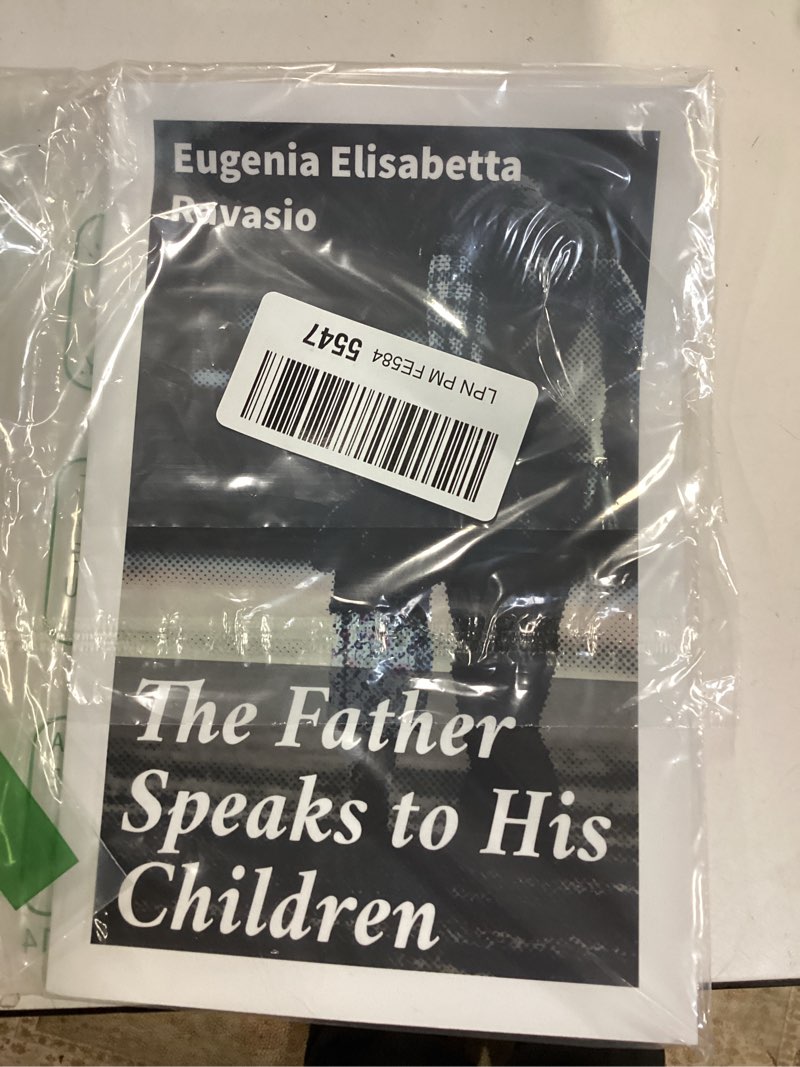 Eugenia Elisabetta
Ravasio
LPN PM FE584 5547
The Father
Speaks to His
Children